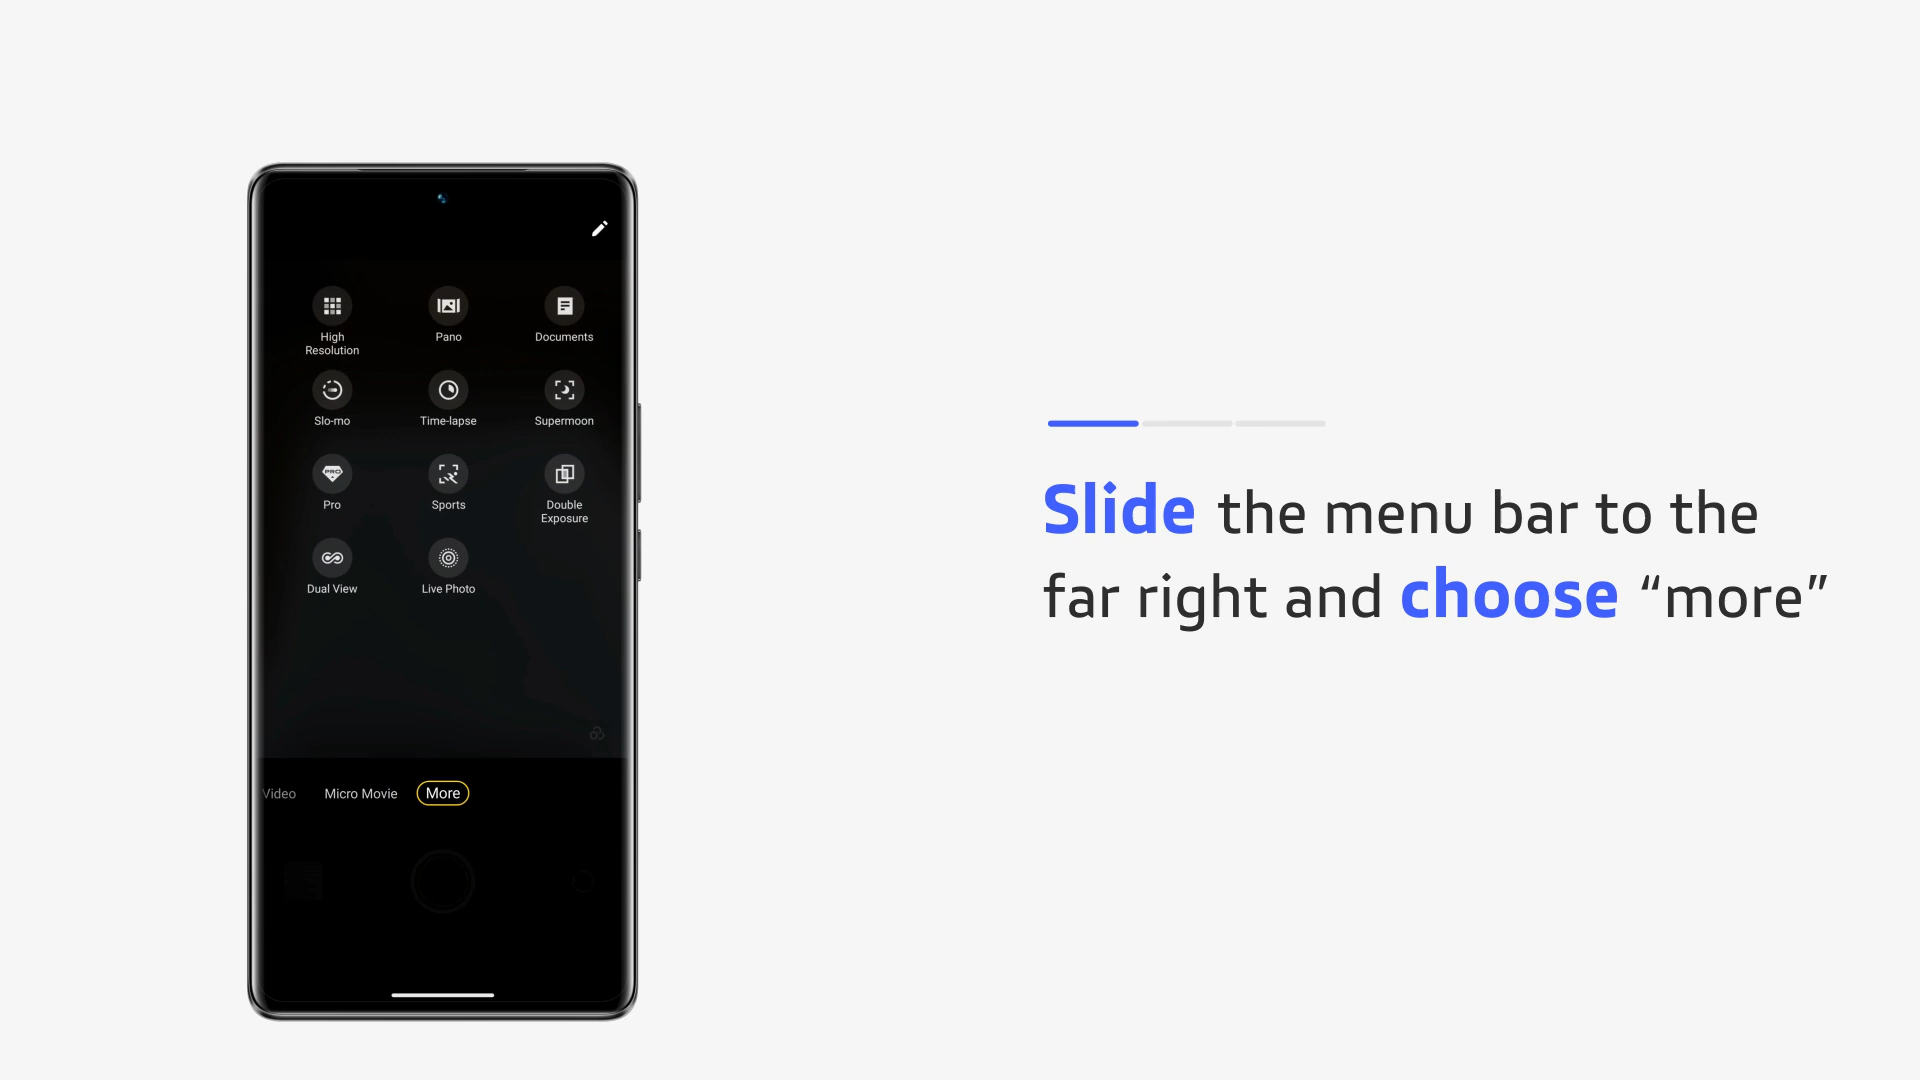 High
Resolution
Pano
Documents
Slo-mo
Time-lapse
Supermoon
PRO
Pro
Sports
Double
Exposure
Dual View
Live Photo
Video
Micro Movie
More
Slide the menu bar to the
far right and choose “more”